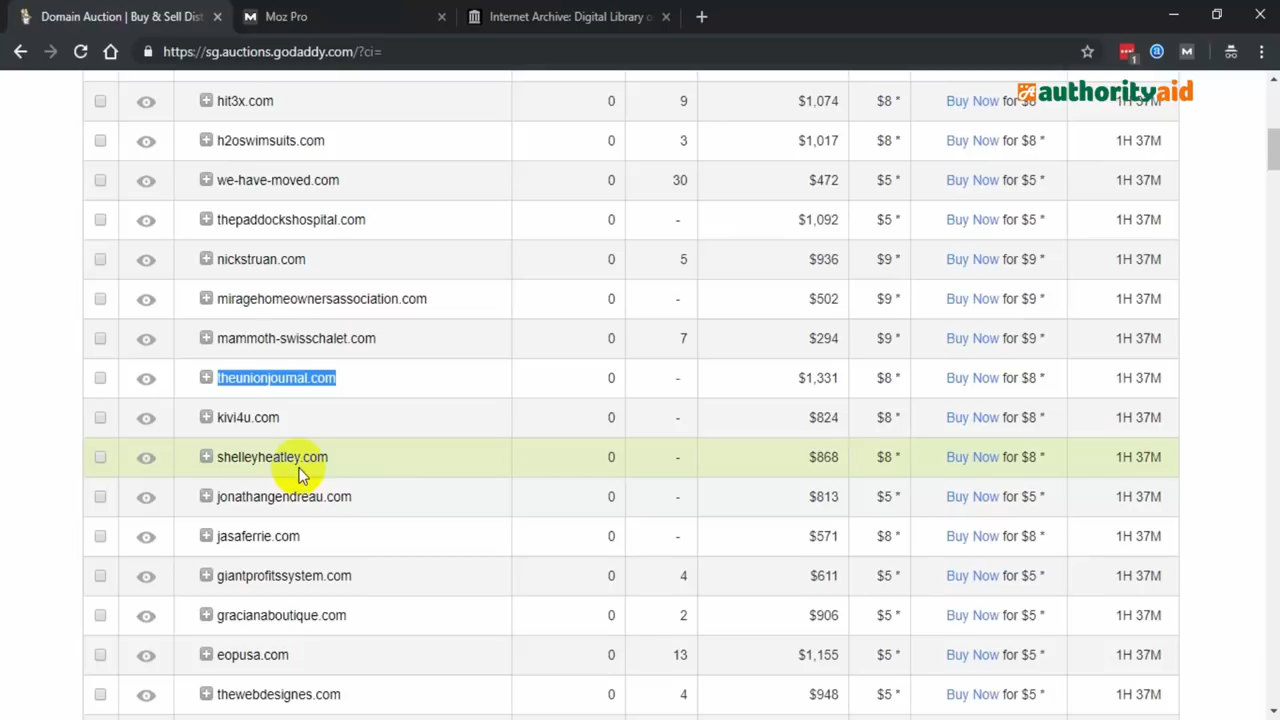 Domain Auction | Buy & Sell Dist
Moz Pro
Internet Archive: Digital Library o
https://sg.auctions.godaddy.com/?ci=
1
M
authorityaid
hit3x.com 0 9 $1,074 $8 * Buy Now for $8 * 1H 37M
h2oswimsuits.com 0 3 $1,017 $8 * Buy Now for $8 * 1H 37M
we-have-moved.com 0 30 $472 $5 * Buy Now for $5 * 1H 37M
thepaddockshospital.com 0 - $1,092 $5 * Buy Now for $5 * 1H 37M
nickstruan.com 0 5 $936 $9 * Buy Now for $9 * 1H 37M
miragehomeownersassociation.com 0 - $502 $9 * Buy Now for $9 * 1H 37M
mammoth-swisschalet.com 0 7 $294 $9 * Buy Now for $9 * 1H 37M
theunionjournal.com 0 - $1,331 $8 * Buy Now for $8 * 1H 37M
kivi4u.com 0 - $824 $8 * Buy Now for $8 * 1H 37M
shelleyheatley.com 0 - $868 $8 * Buy Now for $8 * 1H 37M
jonathangendreau.com 0 - $813 $5 * Buy Now for $5 * 1H 37M
jasaferrie.com 0 - $571 $8 * Buy Now for $8 * 1H 37M
giantprofitssystem.com 0 4 $611 $5 * Buy Now for $5 * 1H 37M
gracianaboutique.com 0 2 $906 $5 * Buy Now for $5 * 1H 37M
eopusa.com 0 13 $1,155 $5 * Buy Now for $5 * 1H 37M
thewebdesignes.com 0 4 $948 $5 * Buy Now for $5 * 1H 37M